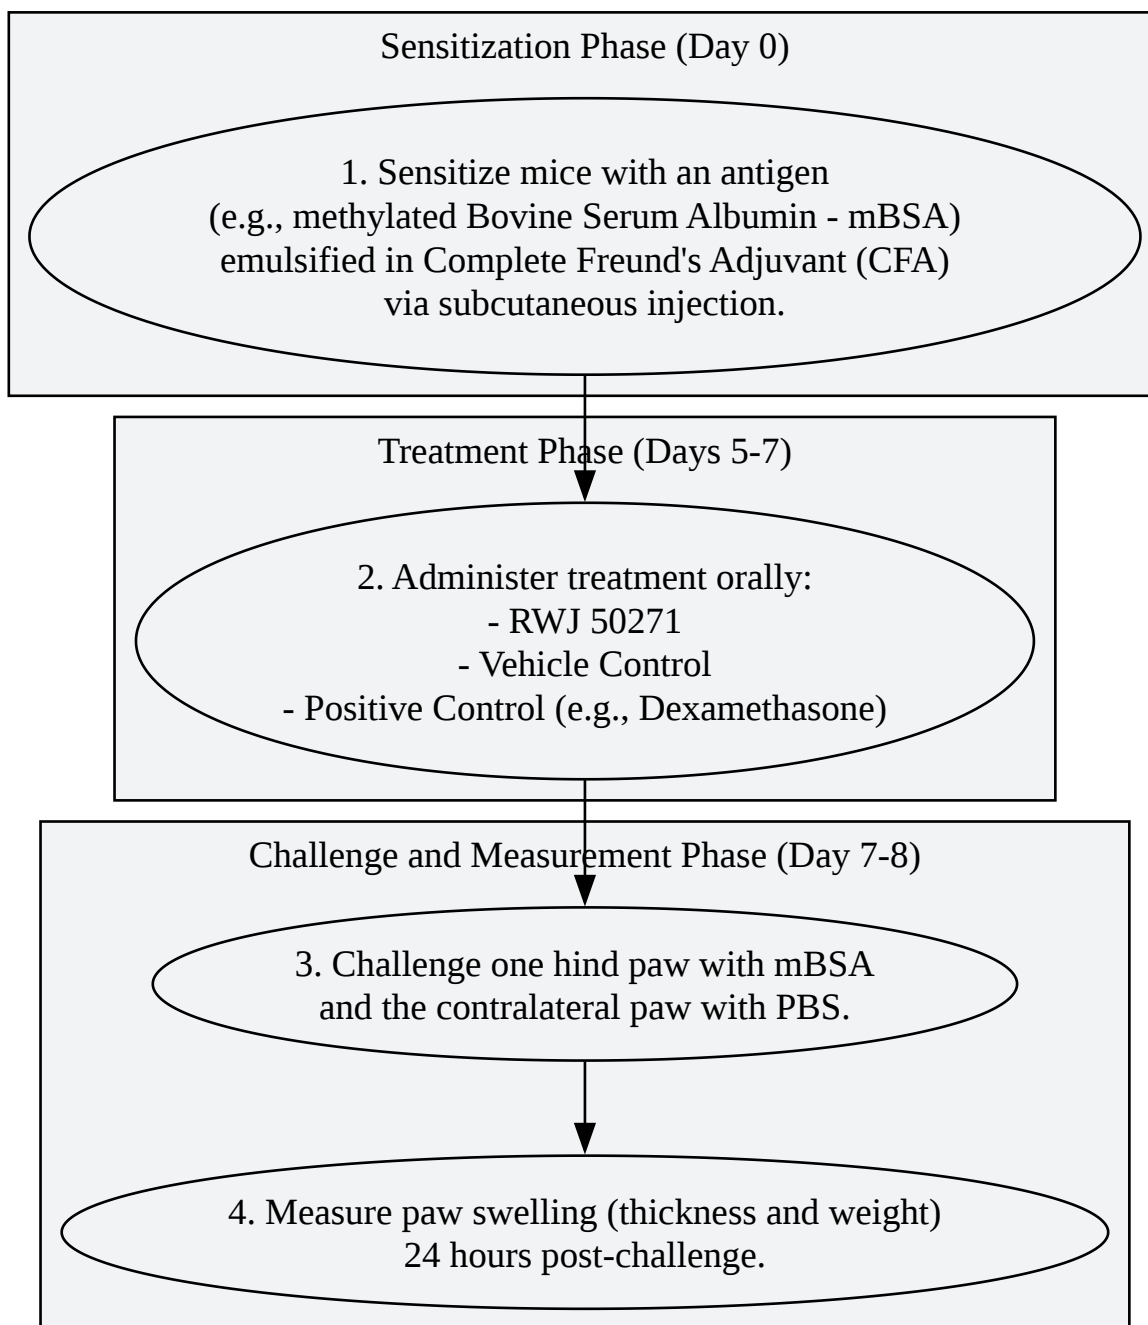 Sensitization Phase (Day 0)
1. Sensitize mice with an antigen
(e.g., methylated Bovine Serum Albumin - mBSA)
emulsified in Complete Freund's Adjuvant (CFA)
via subcutaneous injection.
Treatment Phase (Days 5-7)
2. Administer treatment orally:
- RWJ 50271
- Vehicle Control
- Positive Control (e.g., Dexamethasone)
Challenge and Measurement Phase (Day 7-8)
3. Challenge one hind paw with mBSA
and the contralateral paw with PBS.
4. Measure paw swelling (thickness and weight)
24 hours post-challenge.